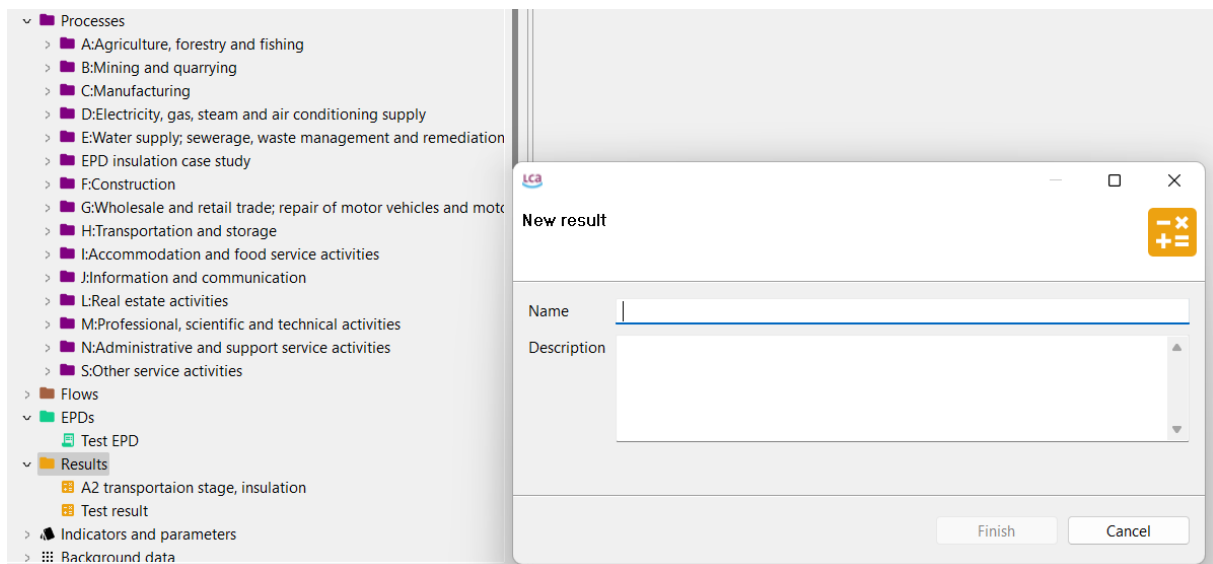 Processes
A:Agriculture, forestry and fishing
B:Mining and quarrying
C:Manufacturing
D:Electricity, gas, steam and air conditioning supply
E:Water supply; sewerage, waste management and remediation
EPD insulation case study
F:Construction
G:Wholesale and retail trade; repair of motor vehicles and moto
H:Transportation and storage
I:Accommodation and food service activities
J:Information and communication
L:Real estate activities
M:Professional, scientific and technical activities
N:Administrative and support service activities
S:Other service activities
Flows
EPDs
Test EPD
Results
A2 transportaion stage, insulation
Test result
Indicators and parameters
Background data
LCA
New result
Name
Description
Finish
Cancel